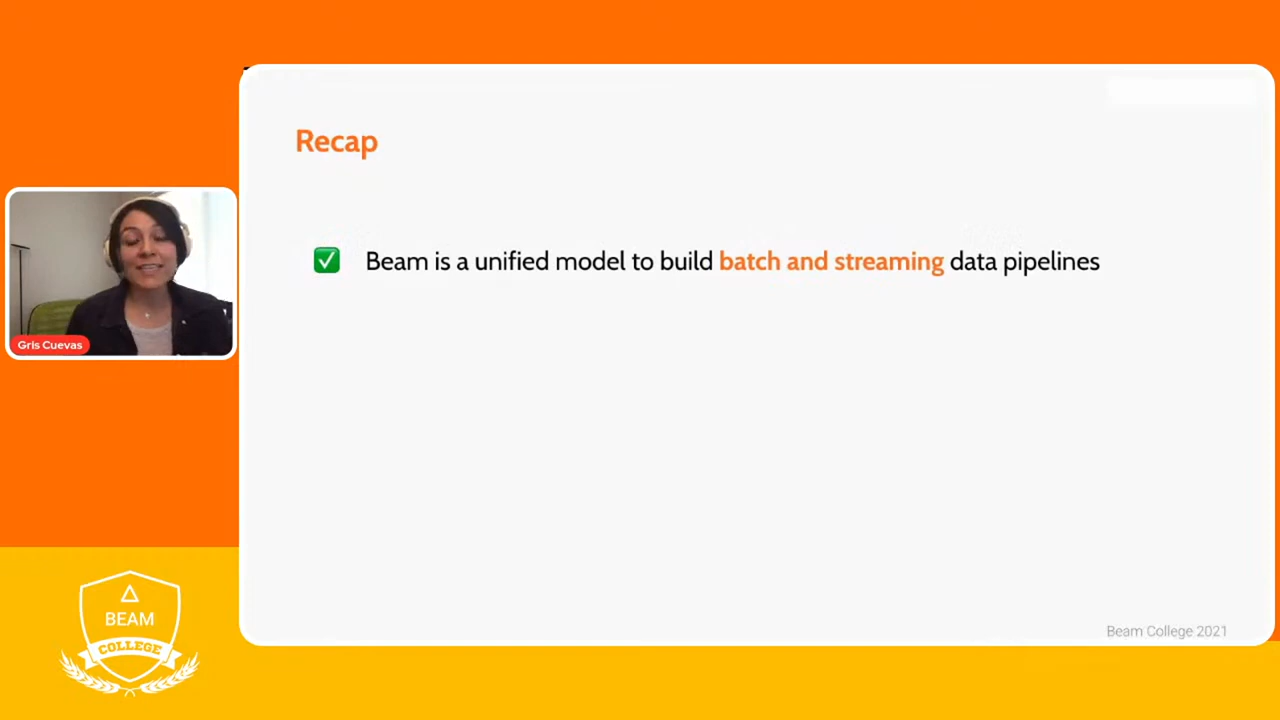 Recap
✅ Beam is a unified model to build batch and streaming data pipelines
Gris Cuevas
BEAM
COLLEGE
Beam College 2021